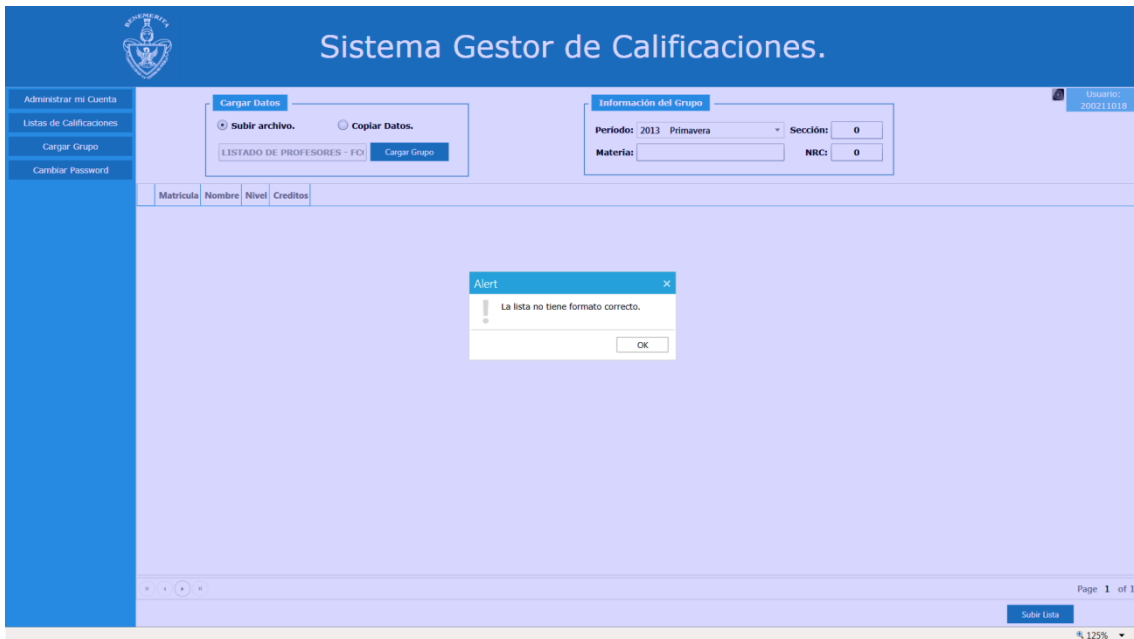 BENEMERITA
Sistema Gestor de Calificaciones.
Administrar mi Cuenta
Listas de Calificaciones
Cargar Grupo
Cambiar Password
Cargar Datos
Subir archivo. Copiar Datos.
LISTADO DE PROFESORES - FC Cargar Grupo
Información del Grupo
Periodo: 2013 Primavera Sección: 0
Materia: NRC: 0
Usuario:
200211018
Matricula Nombre Nivel Creditos
Alert
La lista no tiene formato correcto.
OK
Page 1 of 1
Subir Lista
125%